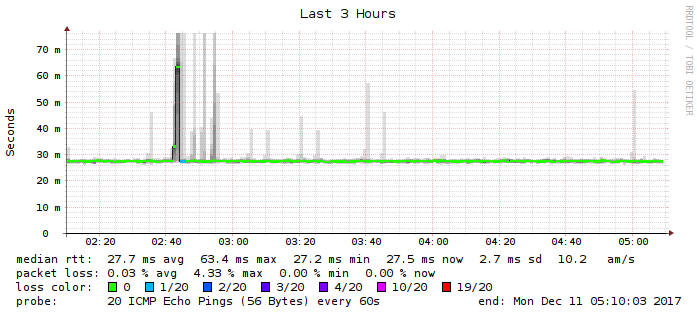 Last 3 Hours
RRDTOOL / TOBI OETIKER
Seconds
70 m
60 m
50 m
40 m
30 m
20 m
10 m
0
02:20 02:40 03:00 03:20 03:40 04:00 04:20 04:40 05:00
median rtt: 27.7 ms avg 63.4 ms max 27.2 ms min 27.5 ms now 2.7 ms sd 10.2 am/s
packet loss: 0.03 % avg 4.33 % max 0.00 % min 0.00 % now
loss color: 0 1/20 2/20 3/20 4/20 10/20 19/20
probe: 20 ICMP Echo Pings (56 Bytes) every 60s end: Mon Dec 11 05:10:03 2017